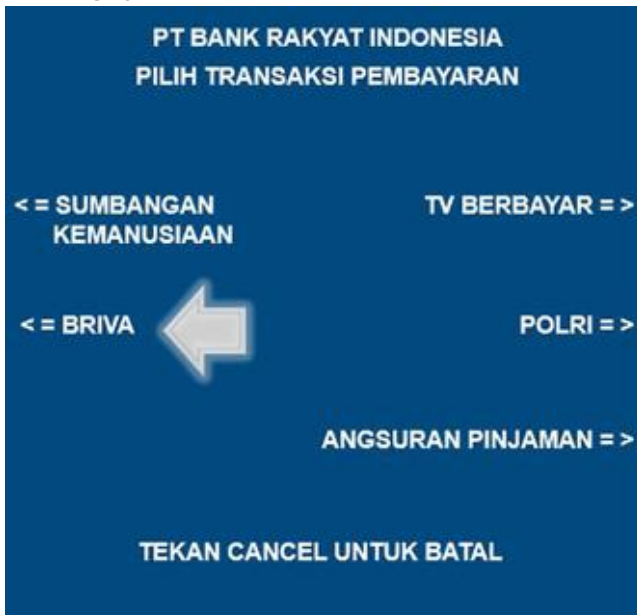 PT BANK RAKYAT INDONESIA
PILIH TRANSAKSI PEMBAYARAN
< = SUMBANGAN
KEMANUSIAAN
TV BERBAYAR = >
< = BRIVA
POLRI = >
ANGSURAN PINJAMAN = >
TEKAN CANCEL UNTUK BATAL